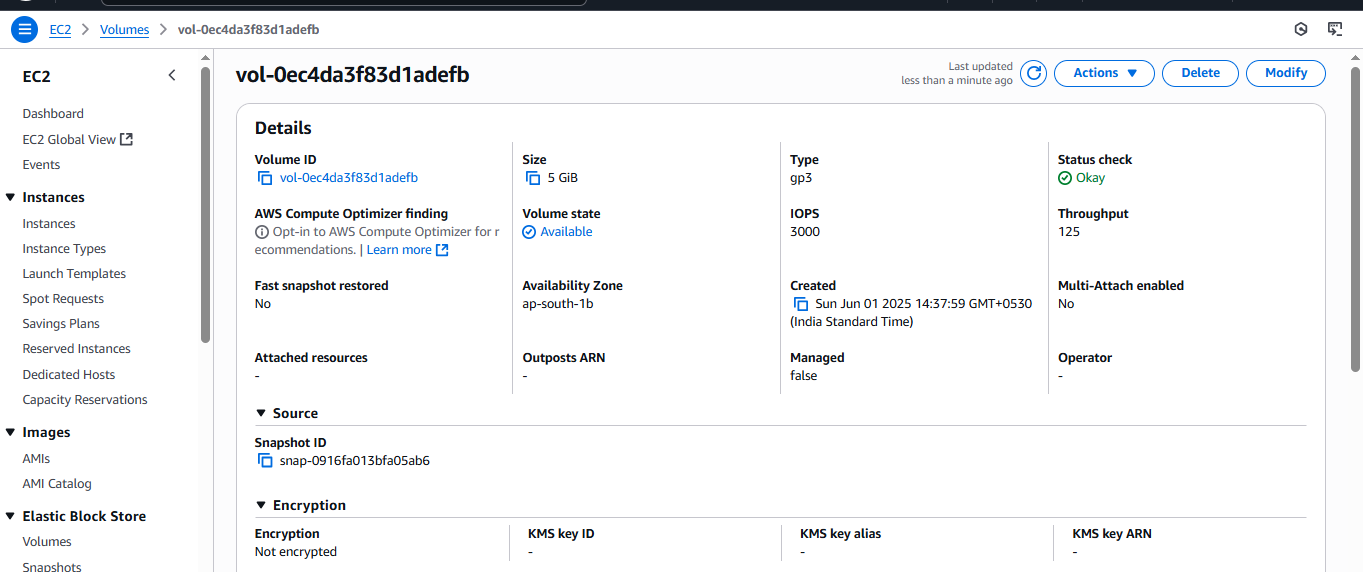 EC2 > Volumes > vol-0ec4da3f83d1adefb
EC2
Dashboard
EC2 Global View
Events
Instances
Instances
Instance Types
Launch Templates
Spot Requests
Savings Plans
Reserved Instances
Dedicated Hosts
Capacity Reservations
Images
AMIs
AMI Catalog
Elastic Block Store
Volumes
Snapshots
vol-0ec4da3f83d1adefb
Last updated
less than a minute ago
Actions
Delete
Modify
Details
Volume ID
vol-0ec4da3f83d1adefb
Size
5 GiB
Type
gp3
Status check
Okay
AWS Compute Optimizer finding
Opt-in to AWS Compute Optimizer for r
ecommendations. | Learn more
Volume state
Available
IOPS
3000
Throughput
125
Fast snapshot restored
No
Availability Zone
ap-south-1b
Created
Sun Jun 01 2025 14:37:59 GMT+0530
(India Standard Time)
Multi-Attach enabled
No
Attached resources
-
Outposts ARN
-
Managed
false
Operator
-
Source
Snapshot ID
snap-0916fa013bfa05ab6
Encryption
Encryption
Not encrypted
KMS key ID
-
KMS key alias
-
KMS key ARN
-